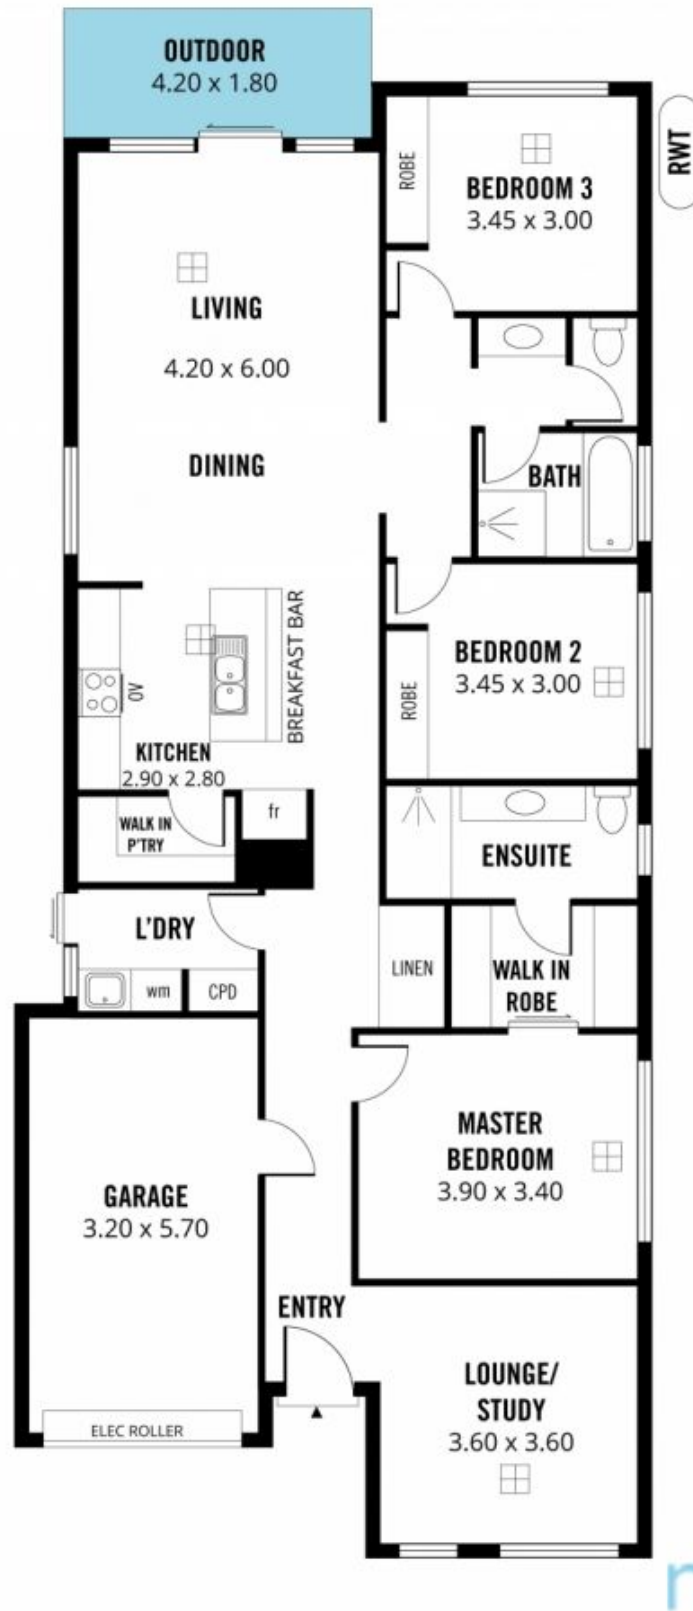 OUTDOOR
4.20 x 1.80
RWT
ROBE
BEDROOM 3
3.45 x 3.00
LIVING
4.20 x 6.00
DINING
BATH
BREAKFAST BAR
OV
KITCHEN
2.90 x 2.80
BEDROOM 2
3.45 x 3.00
ROBE
WALK IN
P'TRY
fr
ENSUITE
L'DRY
wm
CPD
LINEN
WALK IN
ROBE
MASTER
BEDROOM
3.90 x 3.40
GARAGE
3.20 x 5.70
ENTRY
LOUNGE/
STUDY
3.60 x 3.60
ELEC ROLLER